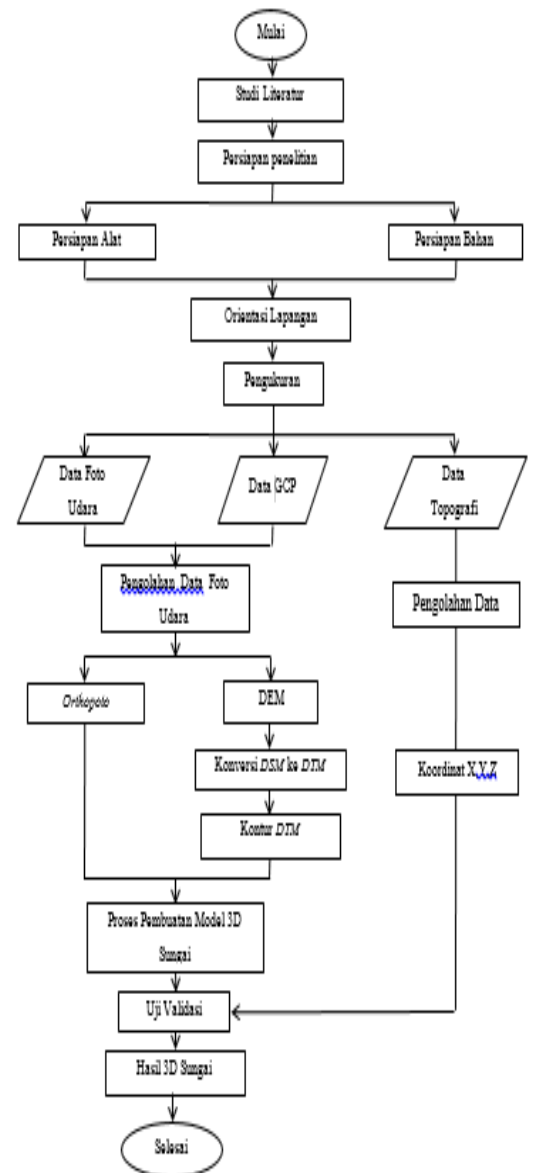 Mulai
Studi Literatur
Persiapan penelitian
Persiapan Alat
Persiapan Bahan
Orientasi Lapangan
Pengukuran
Data Foto
Udara
Data GCP
Data
Topografi
Pengolahan Data Foto
Udara
Pengolahan Data
Orthopoto
DEM
Konversi DSM ke DTM
Koordinat X,Y,Z
Kontur DTM
Proses Pembuatan Model 3D
Sungai
Uji Validasi
Hasil 3D Sungai
Selesai